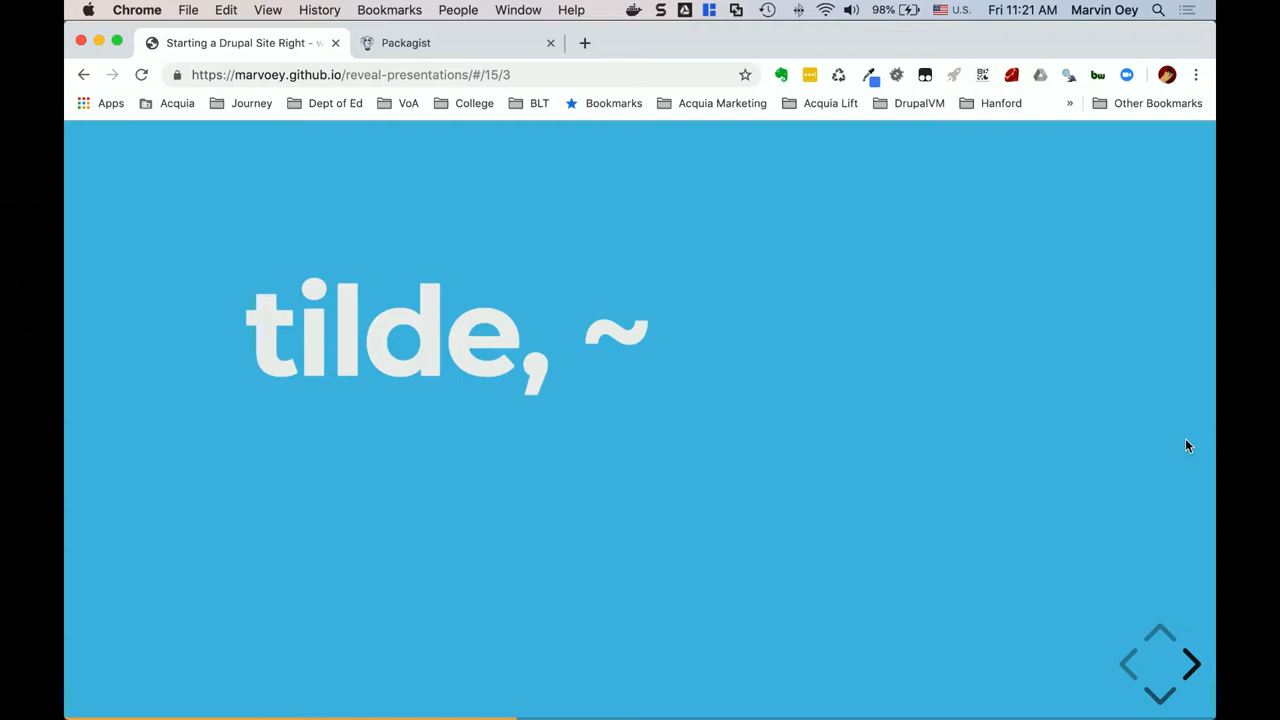 Chrome File Edit View History Bookmarks People Window Help 98% U.S. Fri 11:21 AM Marvin Oey
Starting a Drupal Site Right - Packagist
https://marvoey.github.io/reveal-presentations/#/15/3
Apps Acquia Journey Dept of Ed VoA College BLT Bookmarks Acquia Marketing Acquia Lift DrupalVM Hanford » Other Bookmarks
tilde, ~